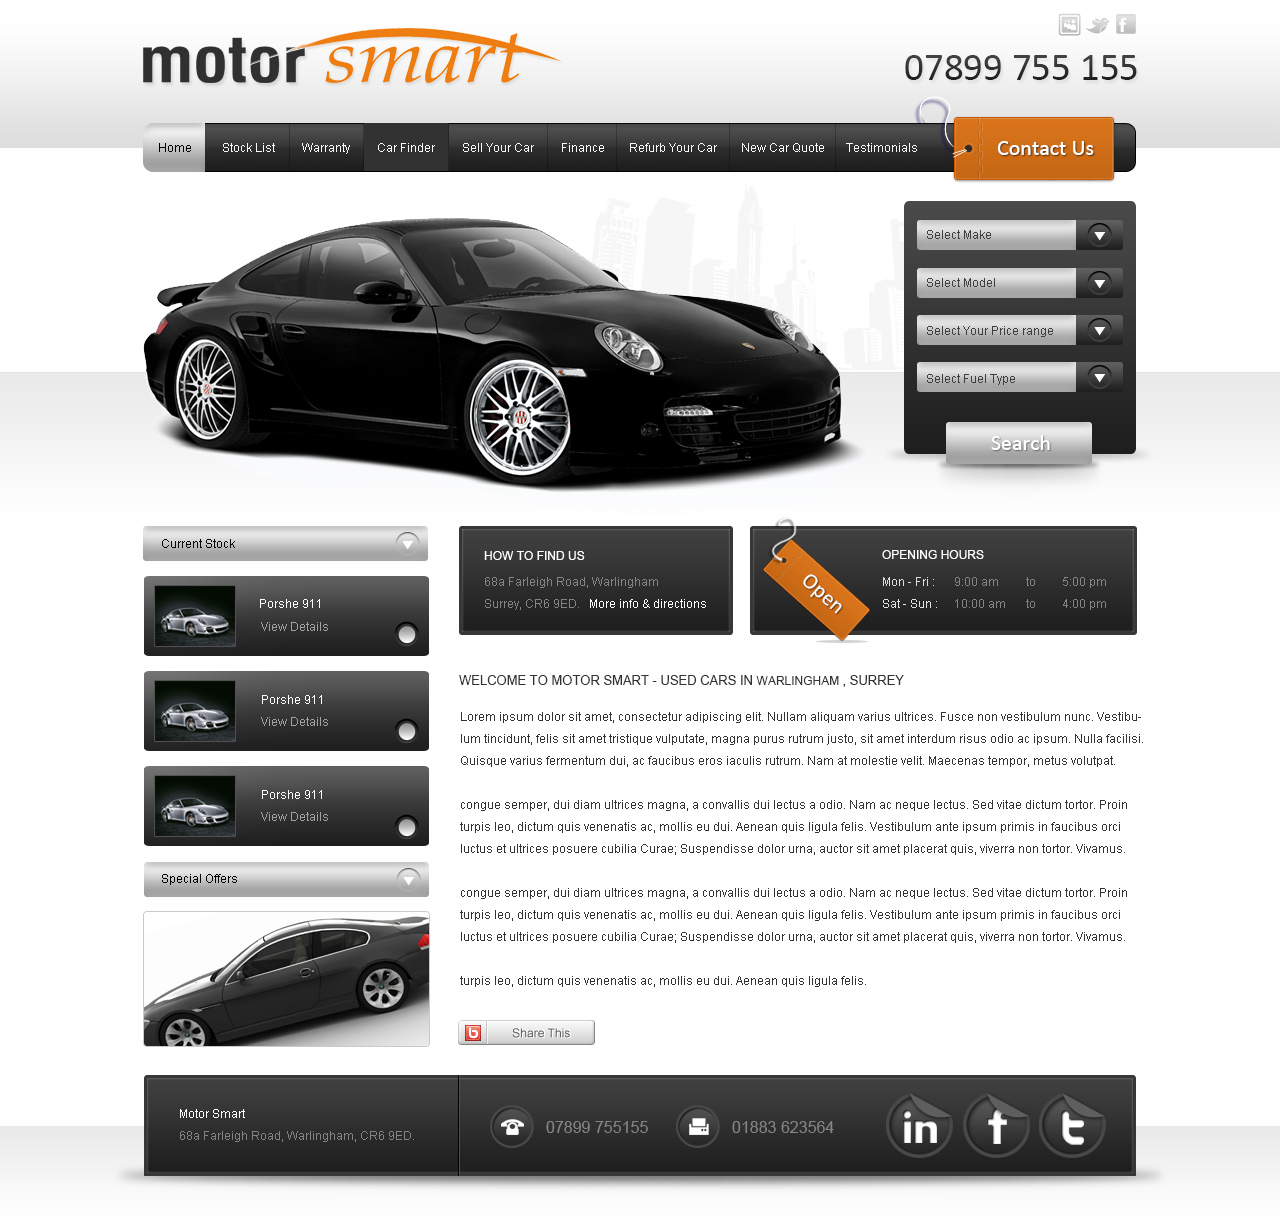 motor smart
07899 755 155
Home Stock List Warranty Car Finder Sell Your Car Finance Refurb Your Car New Car Quote Testimonials Contact Us
Select Make
Select Model
Select Your Price range
Select Fuel Type
Search
Current Stock
Porshe 911
View Details
Porshe 911
View Details
Porshe 911
View Details
Special Offers
HOW TO FIND US
68a Farleigh Road, Warlingham
Surrey, CR6 9ED. More info & directions
Open
OPENING HOURS
Mon - Fri : 9:00 am to 5:00 pm
Sat - Sun : 10:00 am to 4:00 pm
WELCOME TO MOTOR SMART - USED CARS IN WARLINGHAM , SURREY
Lorem ipsum dolor sit amet, consectetur adipiscing elit. Nullam aliquam varius ultrices. Fusce non vestibulum nunc. Vestibu-
lum tincidunt, felis sit amet tristique vulputate, magna purus rutrum justo, sit amet interdum risus odio ac ipsum. Nulla facilisi.
Quisque varius fermentum dui, ac faucibus eros iaculis rutrum. Nam at molestie velit. Maecenas tempor, metus volutpat.
congue semper, dui diam ultrices magna, a convallis dui lectus a odio. Nam ac neque lectus. Sed vitae dictum tortor. Proin
turpis leo, dictum quis venenatis ac, mollis eu dui. Aenean quis ligula felis. Vestibulum ante ipsum primis in faucibus orci
luctus et ultrices posuere cubilia Curae; Suspendisse dolor urna, auctor sit amet placerat quis, viverra non tortor. Vivamus.
congue semper, dui diam ultrices magna, a convallis dui lectus a odio. Nam ac neque lectus. Sed vitae dictum tortor. Proin
turpis leo, dictum quis venenatis ac, mollis eu dui. Aenean quis ligula felis. Vestibulum ante ipsum primis in faucibus orci
luctus et ultrices posuere cubilia Curae; Suspendisse dolor urna, auctor sit amet placerat quis, viverra non tortor. Vivamus.
turpis leo, dictum quis venenatis ac, mollis eu dui. Aenean quis ligula felis.
Share This
Motor Smart
68a Farleigh Road, Warlingham, CR6 9ED.
07899 755155
01883 623564
in f t